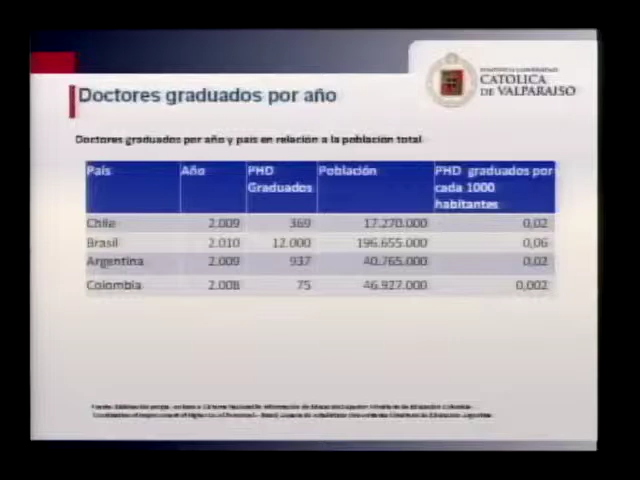 CATOLICA
DE VALPARAISO
Doctores graduados por año
Doctores graduados por año y país en relación a la población total
País Año PHD Graduados Población PHD graduados por cada 1000 habitantes
Chile 2.009 369 17.270.000 0,02
Brasil 2.010 12.000 196.655.000 0,06
Argentina 2.009 937 40.765.000 0,02
Colombia 2.008 75 46.927.000 0,002